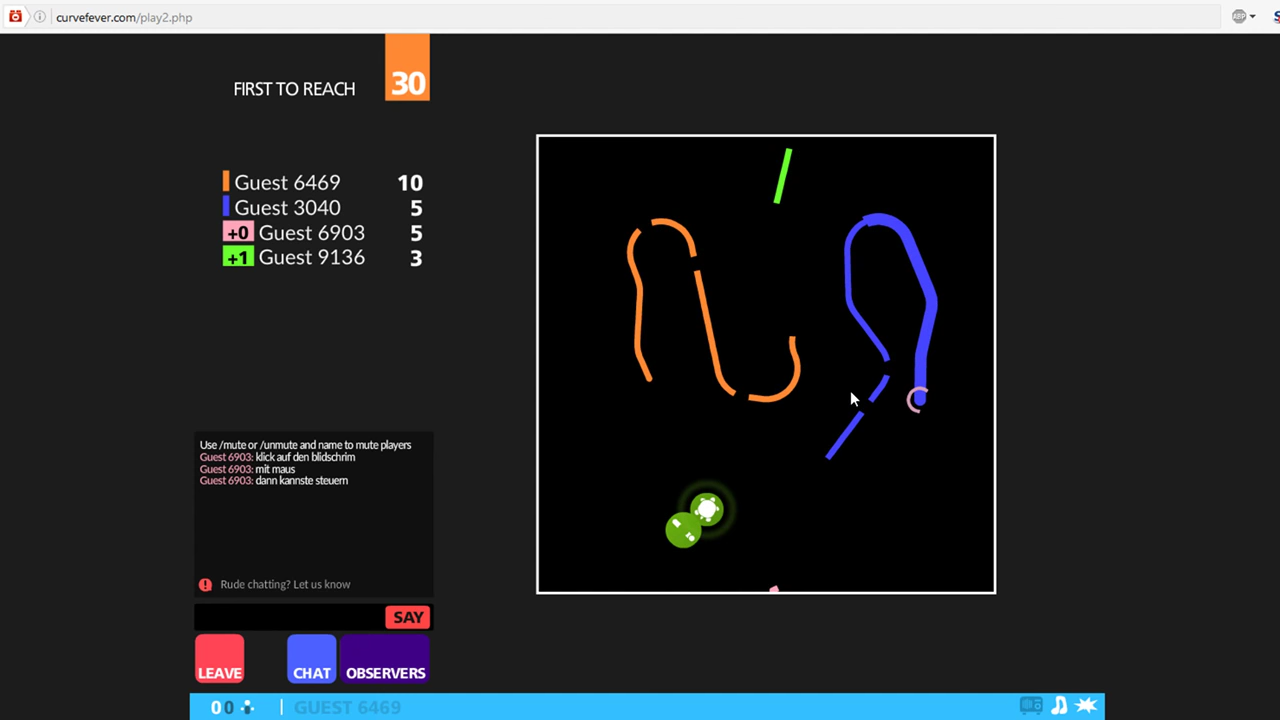 curvefever.com/play2.php
ABP
FIRST TO REACH
30
Guest 6469 10
Guest 3040 5
+0 Guest 6903 5
+1 Guest 9136 3
Use /mute or /unmute and name to mute players
Guest 6903: klick auf den blidschrim
Guest 6903: mit maus
Guest 6903: dann kannste steuern
Rude chatting? Let us know
SAY
LEAVE
CHAT
OBSERVERS
00
GUEST 6469